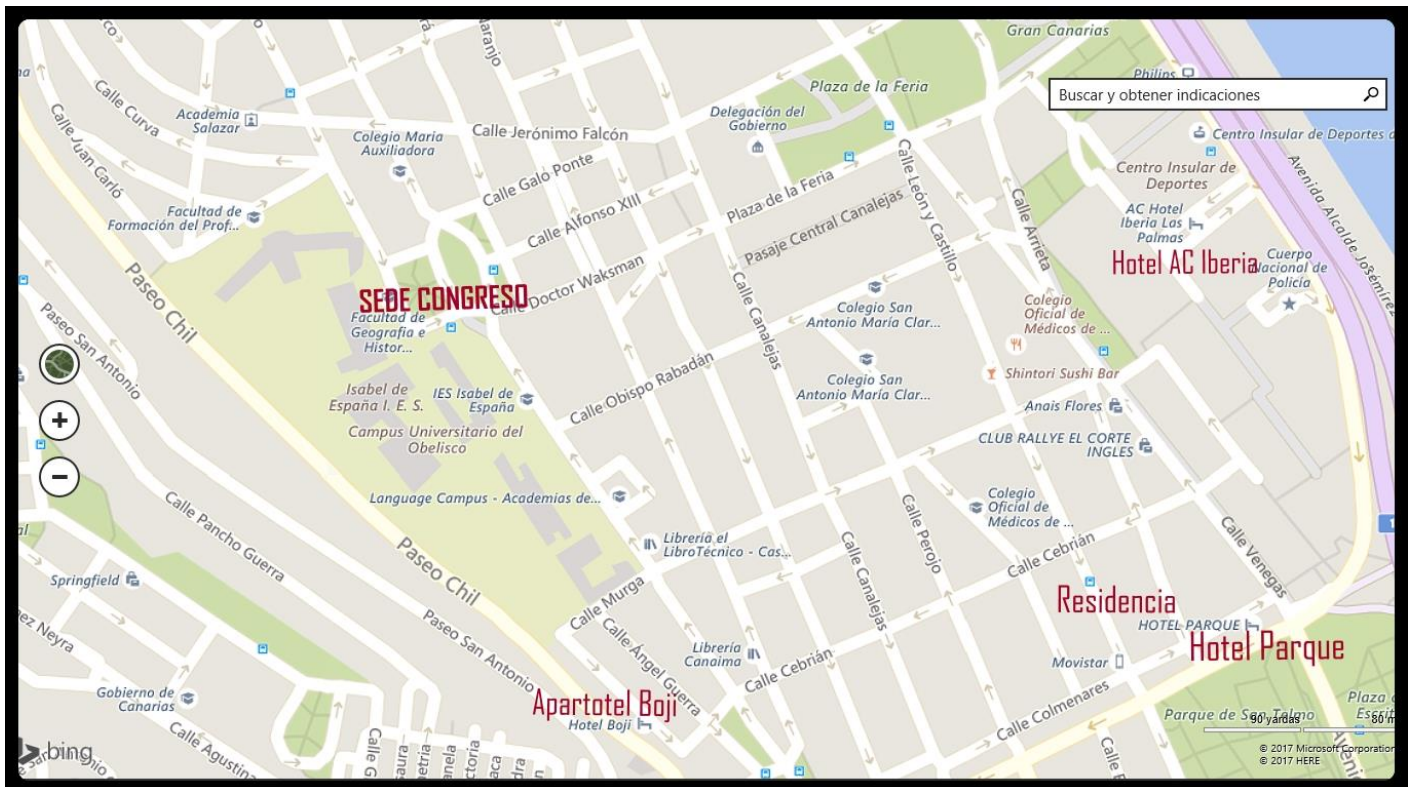 Gran Canarias
Naranjo
Philips
Plaza de la Feria
Buscar y obtener indicaciones
Calle Curva
Academia
Salazar
Delegación del
Gobierno
Calle Jerónimo Falcón
Colegio Maria
Auxiliadora
Centro Insular de Deportes
Calle Juan Carló
Calle Galo Ponte
Calle León y Castillo
Avenida Alcalde José
Centro Insular de
Deportes
Plaza de la Feria
Calle Alfonso XIII
Pasaje Central Canalejas
Calle Arrieta
Facultad de
Formación del Prof...
AC Hotel
Iberia Las
Palmas
Hotel AC Iberia
Cuerpo
Nacional de
Policía
Paseo Chil
Calle Doctor Waksman
SEDE CONGRESO
Facultad de
Geografia e
Histor...
Calle Canalejas
Colegio San
Antonio María Clar...
Colegio
Oficial de
Médicos de ...
Paseo San Antonio
Calle Obispo Rabadán
Colegio San
Antonio María Clar...
Shintori Sushi Bar
Isabel de
España I. E. S.
IES Isabel de
España
Anais Flores
Campus Universitario del
Obelisco
CLUB RALLYE EL CORTE
INGLES
Language Campus - Academias de...
Colegio
Oficial de
Médicos de ...
Calle Pancho Guerra
Calle Perojo
Calle Venegas
Librería el
LibroTécnico - Cas...
Calle Canalejas
Calle Cebrián
Paseo Chil
Springfield
Calle Murga
Residencia
HOTEL PARQUE
Hotel Parque
Paseo San Antonio
Calle Ángel Guerra
Librería
Canaima
Movistar
Calle Cebrián
Gobierno de
Canarias
Apartotel Boji
Hotel Boji
Calle Colmenares
Parque de San Telmo
Plaza
90 yardas
80 m
Calle Agustina
bing
© 2017 Microsoft Corporation
© 2017 HERE